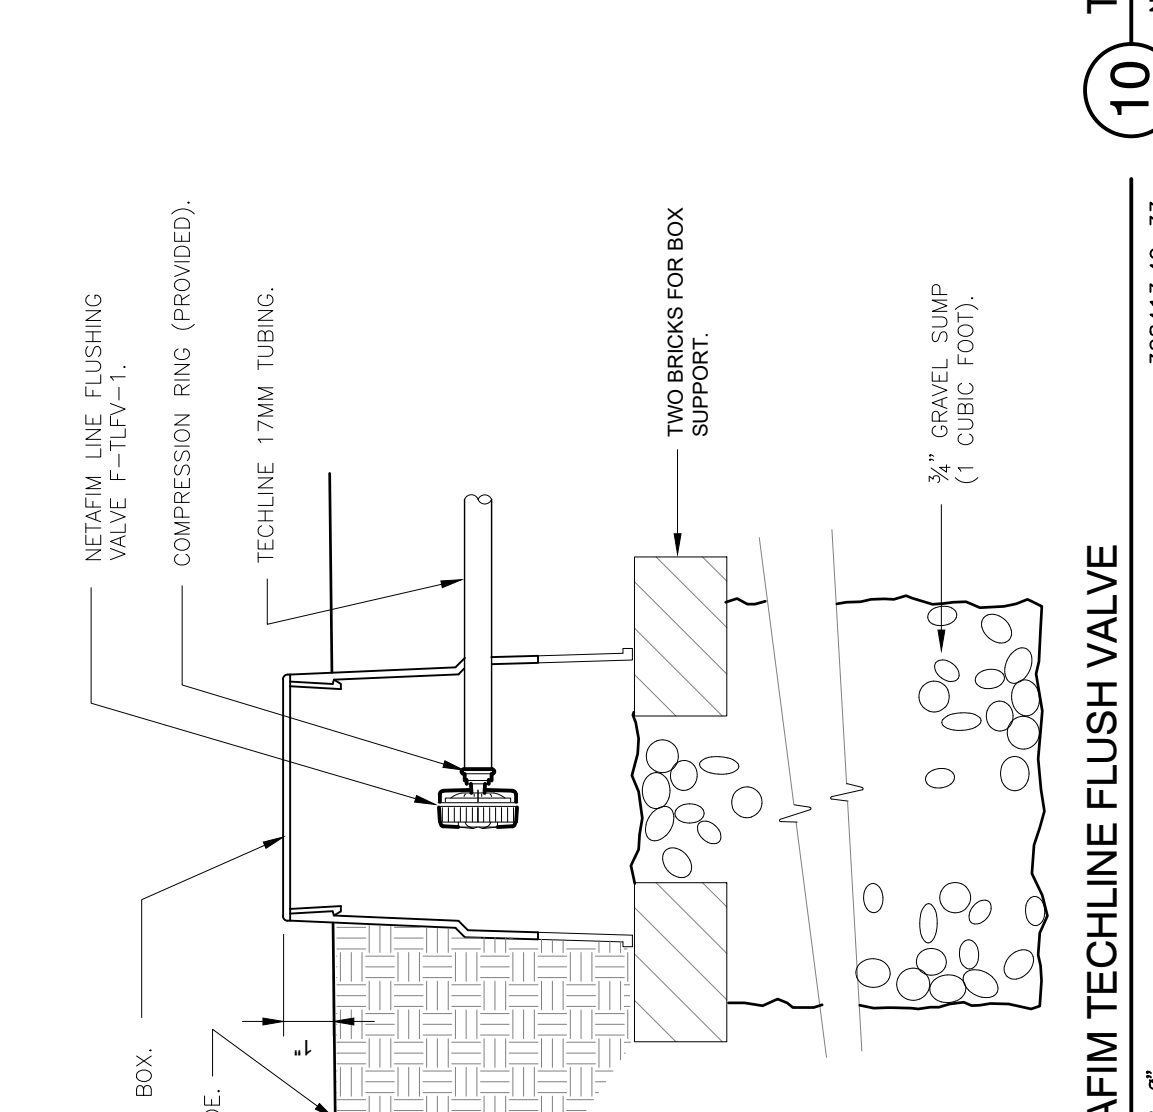 NETAFIM LINE FLUSHING
VALVE F-TLFV-1.
COMPRESSION RING (PROVIDED).
TECHLINE 17MM TUBING.
TWO BRICKS FOR BOX
SUPPORT.
¾" GRAVEL SUMP
(1 CUBIC FOOT).
BOX.
1"
10
AFIM TECHLINE FLUSH VALVE